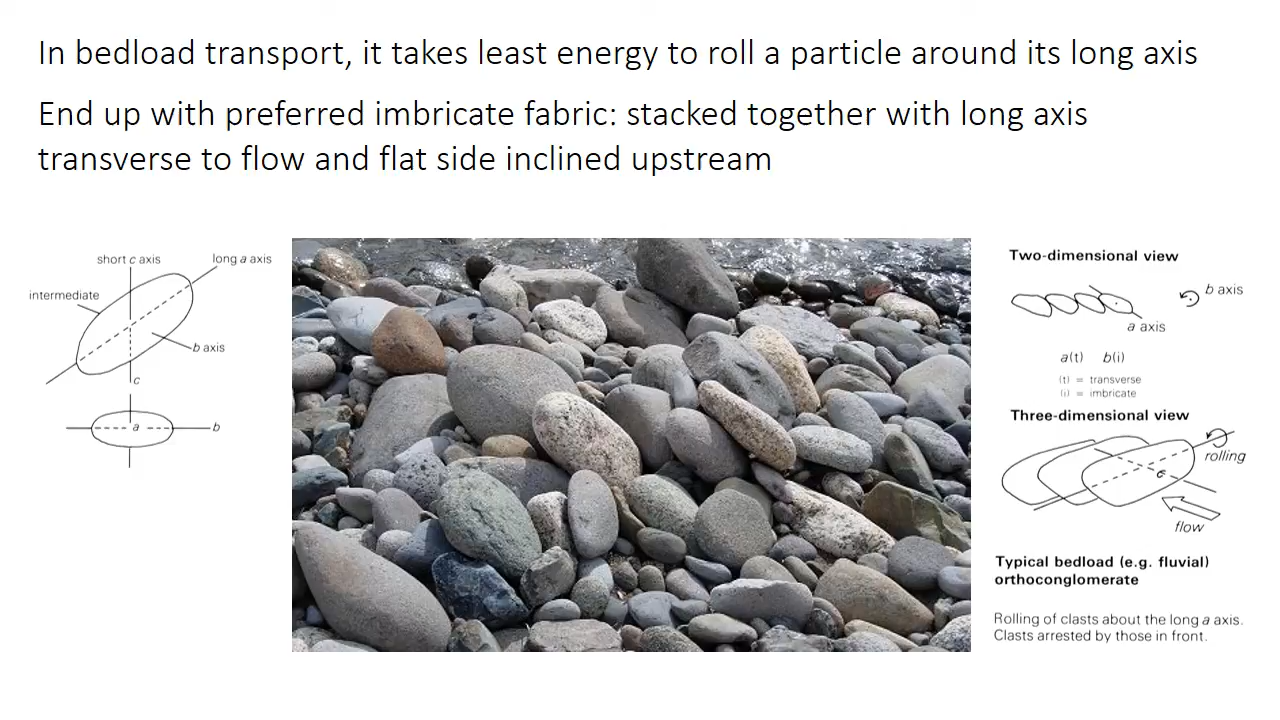 In bedload transport, it takes least energy to roll a particle around its long axis
End up with preferred imbricate fabric: stacked together with long axis
transverse to flow and flat side inclined upstream
short c axis
long a axis
intermediate
b axis
c
a
b
Two-dimensional view
b axis
a axis
a(t) b(i)
(t) = transverse
(i) = imbricate
Three-dimensional view
rolling
c
flow
Typical bedload (e.g. fluvial)
orthoconglomerate
Rolling of clasts about the long a axis.
Clasts arrested by those in front.